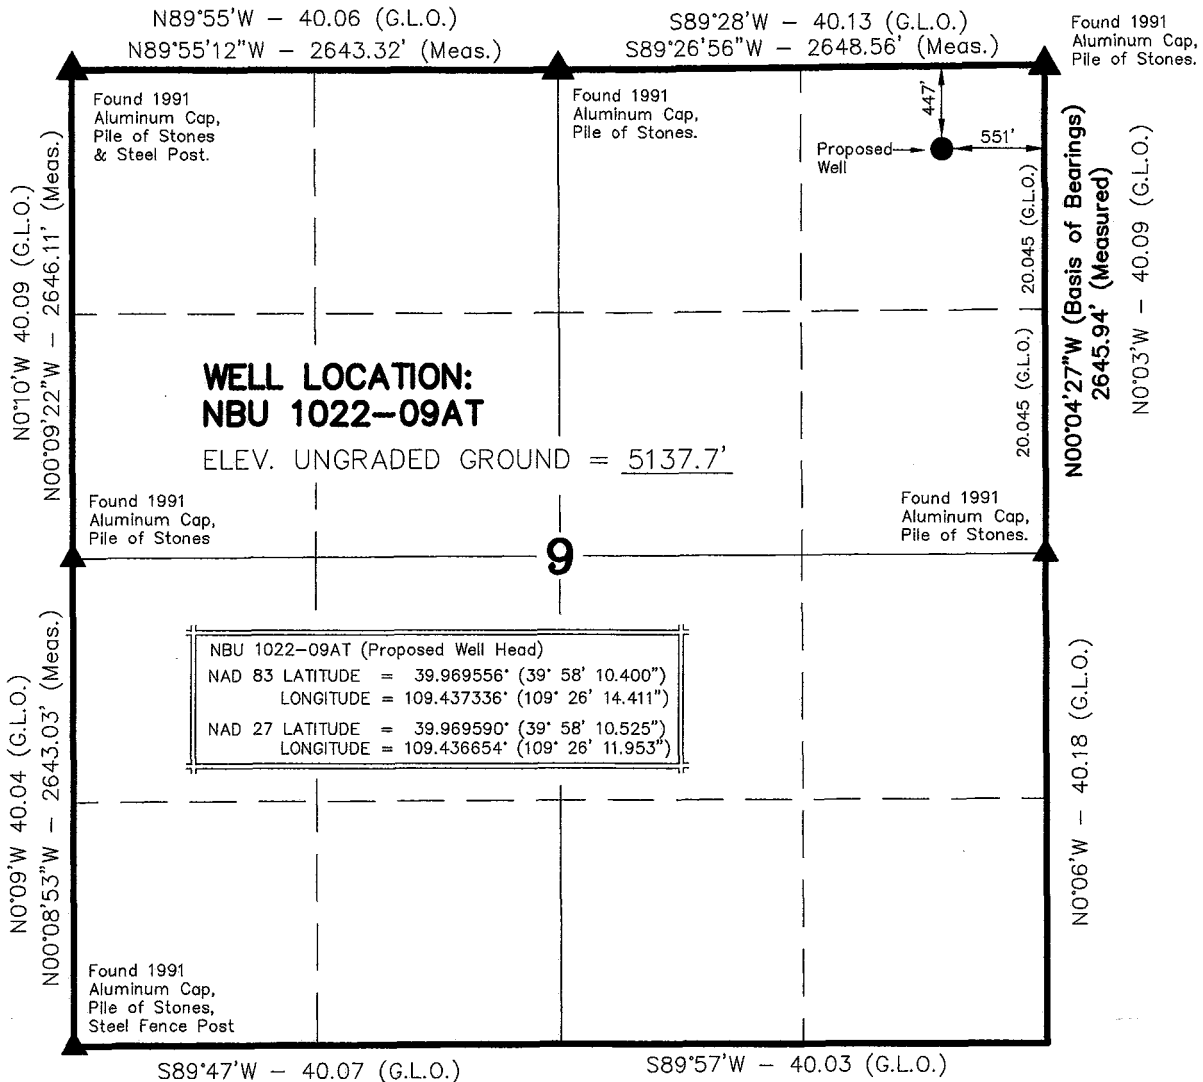 N89°55'W – 40.06 (G.L.O.)
N89°55'12"W – 2643.32' (Meas.)
S89°28'W – 40.13 (G.L.O.)
S89°26'56"W – 2648.56' (Meas.)
Found 1991
Aluminum Cap,
Pile of Stones.
Found 1991
Aluminum Cap,
Pile of Stones
& Steel Post.
Found 1991
Aluminum Cap,
Pile of Stones.
447'
551'
Proposed
Well
N0°10'W 40.09 (G.L.O.)
N00°09'22"W – 2646.11' (Meas.)
20.045 (G.L.O.)
20.045 (G.L.O.)
N00°04'27"W (Basis of Bearings)
2645.94' (Measured)
N0°03'W – 40.09 (G.L.O.)
WELL LOCATION:
NBU 1022–09AT
ELEV. UNGRADED GROUND = 5137.7'
Found 1991
Aluminum Cap,
Pile of Stones
Found 1991
Aluminum Cap,
Pile of Stones.
9
NBU 1022–09AT (Proposed Well Head)
NAD 83 LATITUDE = 39.969556° (39° 58' 10.400")
LONGITUDE = 109.437336° (109° 26' 14.411")
NAD 27 LATITUDE = 39.969590° (39° 58' 10.525")
LONGITUDE = 109.436654° (109° 26' 11.953")
N0°09'W 40.04 (G.L.O.)
N00°08'53"W – 2643.03' (Meas.)
N0°06'W – 40.18 (G.L.O.)
Found 1991
Aluminum Cap,
Pile of Stones,
Steel Fence Post
S89°47'W – 40.07 (G.L.O.)
S89°57'W – 40.03 (G.L.O.)